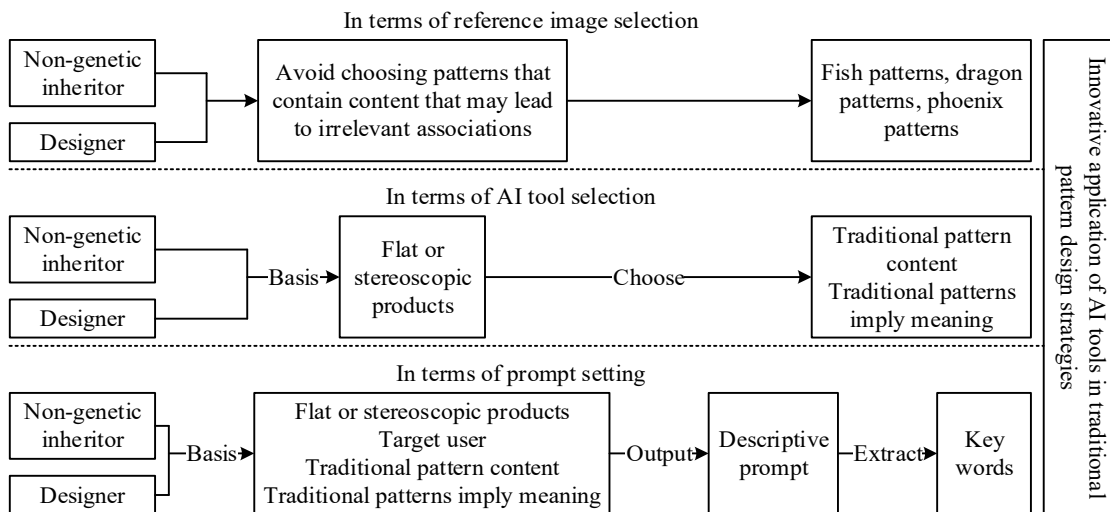 In terms of reference image selection
Non-genetic
inheritor
Designer
Avoid choosing patterns that
contain content that may lead
to irrelevant associations
Fish patterns, dragon
patterns, phoenix
patterns
In terms of AI tool selection
Non-genetic
inheritor
Designer
Basis
Flat or
stereoscopic
products
Choose
Traditional pattern
content
Traditional patterns
imply meaning
In terms of prompt setting
Non-genetic
inheritor
Designer
Basis
Flat or stereoscopic products
Target user
Traditional pattern content
Traditional patterns imply meaning
Output
Descriptive
prompt
Extract
Key
words
Innovative application of AI tools in traditional
pattern design strategies